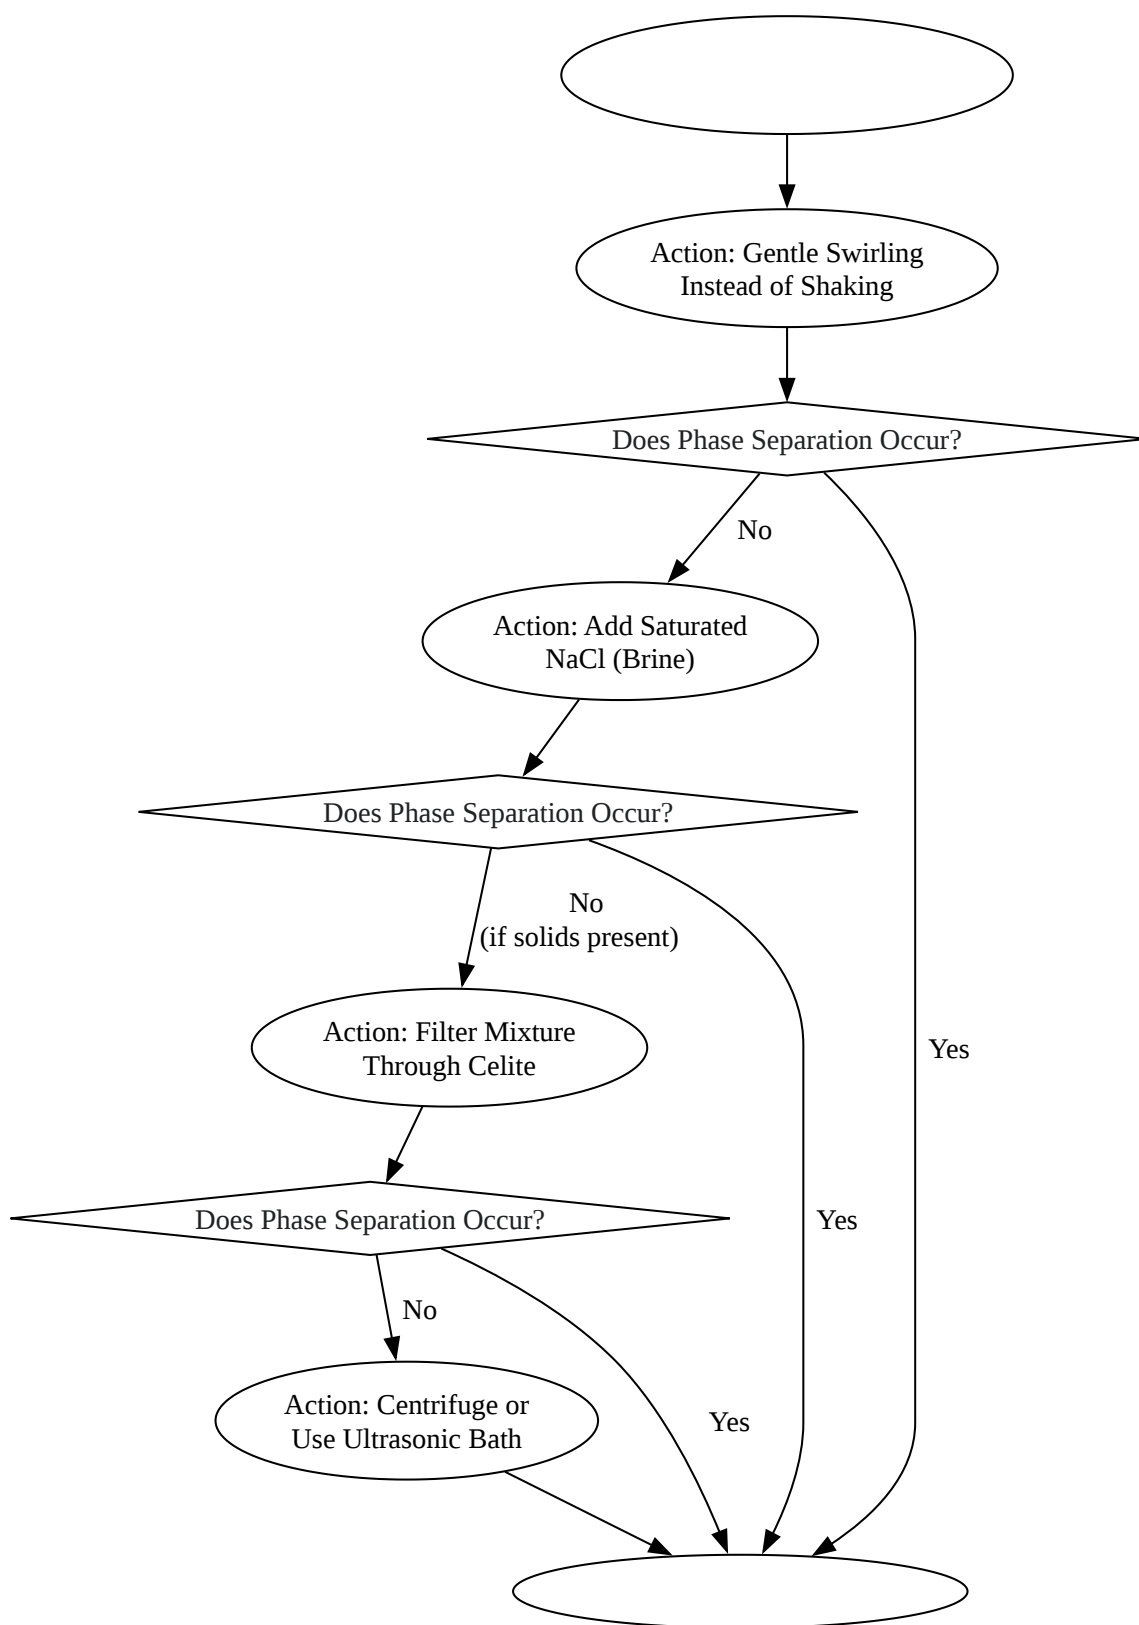 Action: Gentle Swirling
Instead of Shaking
Does Phase Separation Occur?
No
Action: Add Saturated
NaCl (Brine)
Does Phase Separation Occur?
No
(if solids present)
Action: Filter Mixture
Through Celite
Yes
Does Phase Separation Occur?
Yes
No
Action: Centrifuge or
Use Ultrasonic Bath
Yes